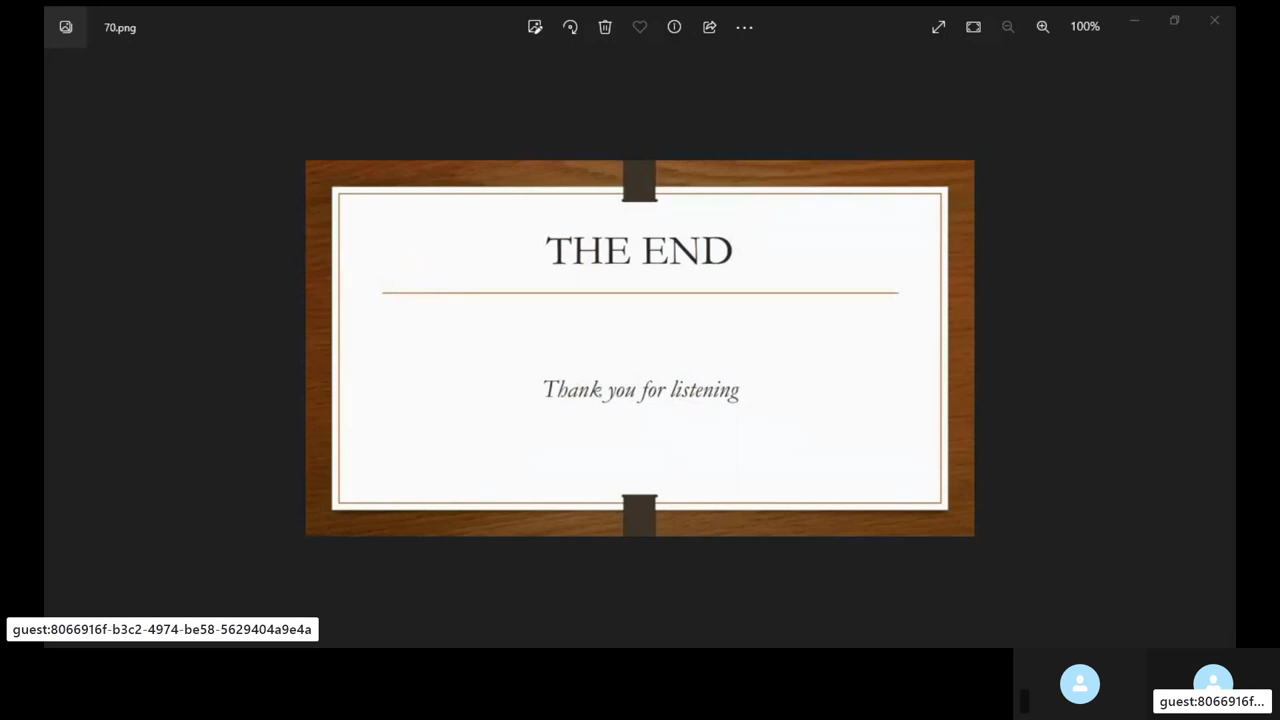 70.png
100%
THE END
Thank you for listening
guest:8066916f-b3c2-4974-be58-5629404a9e4a
guest:8066916f...